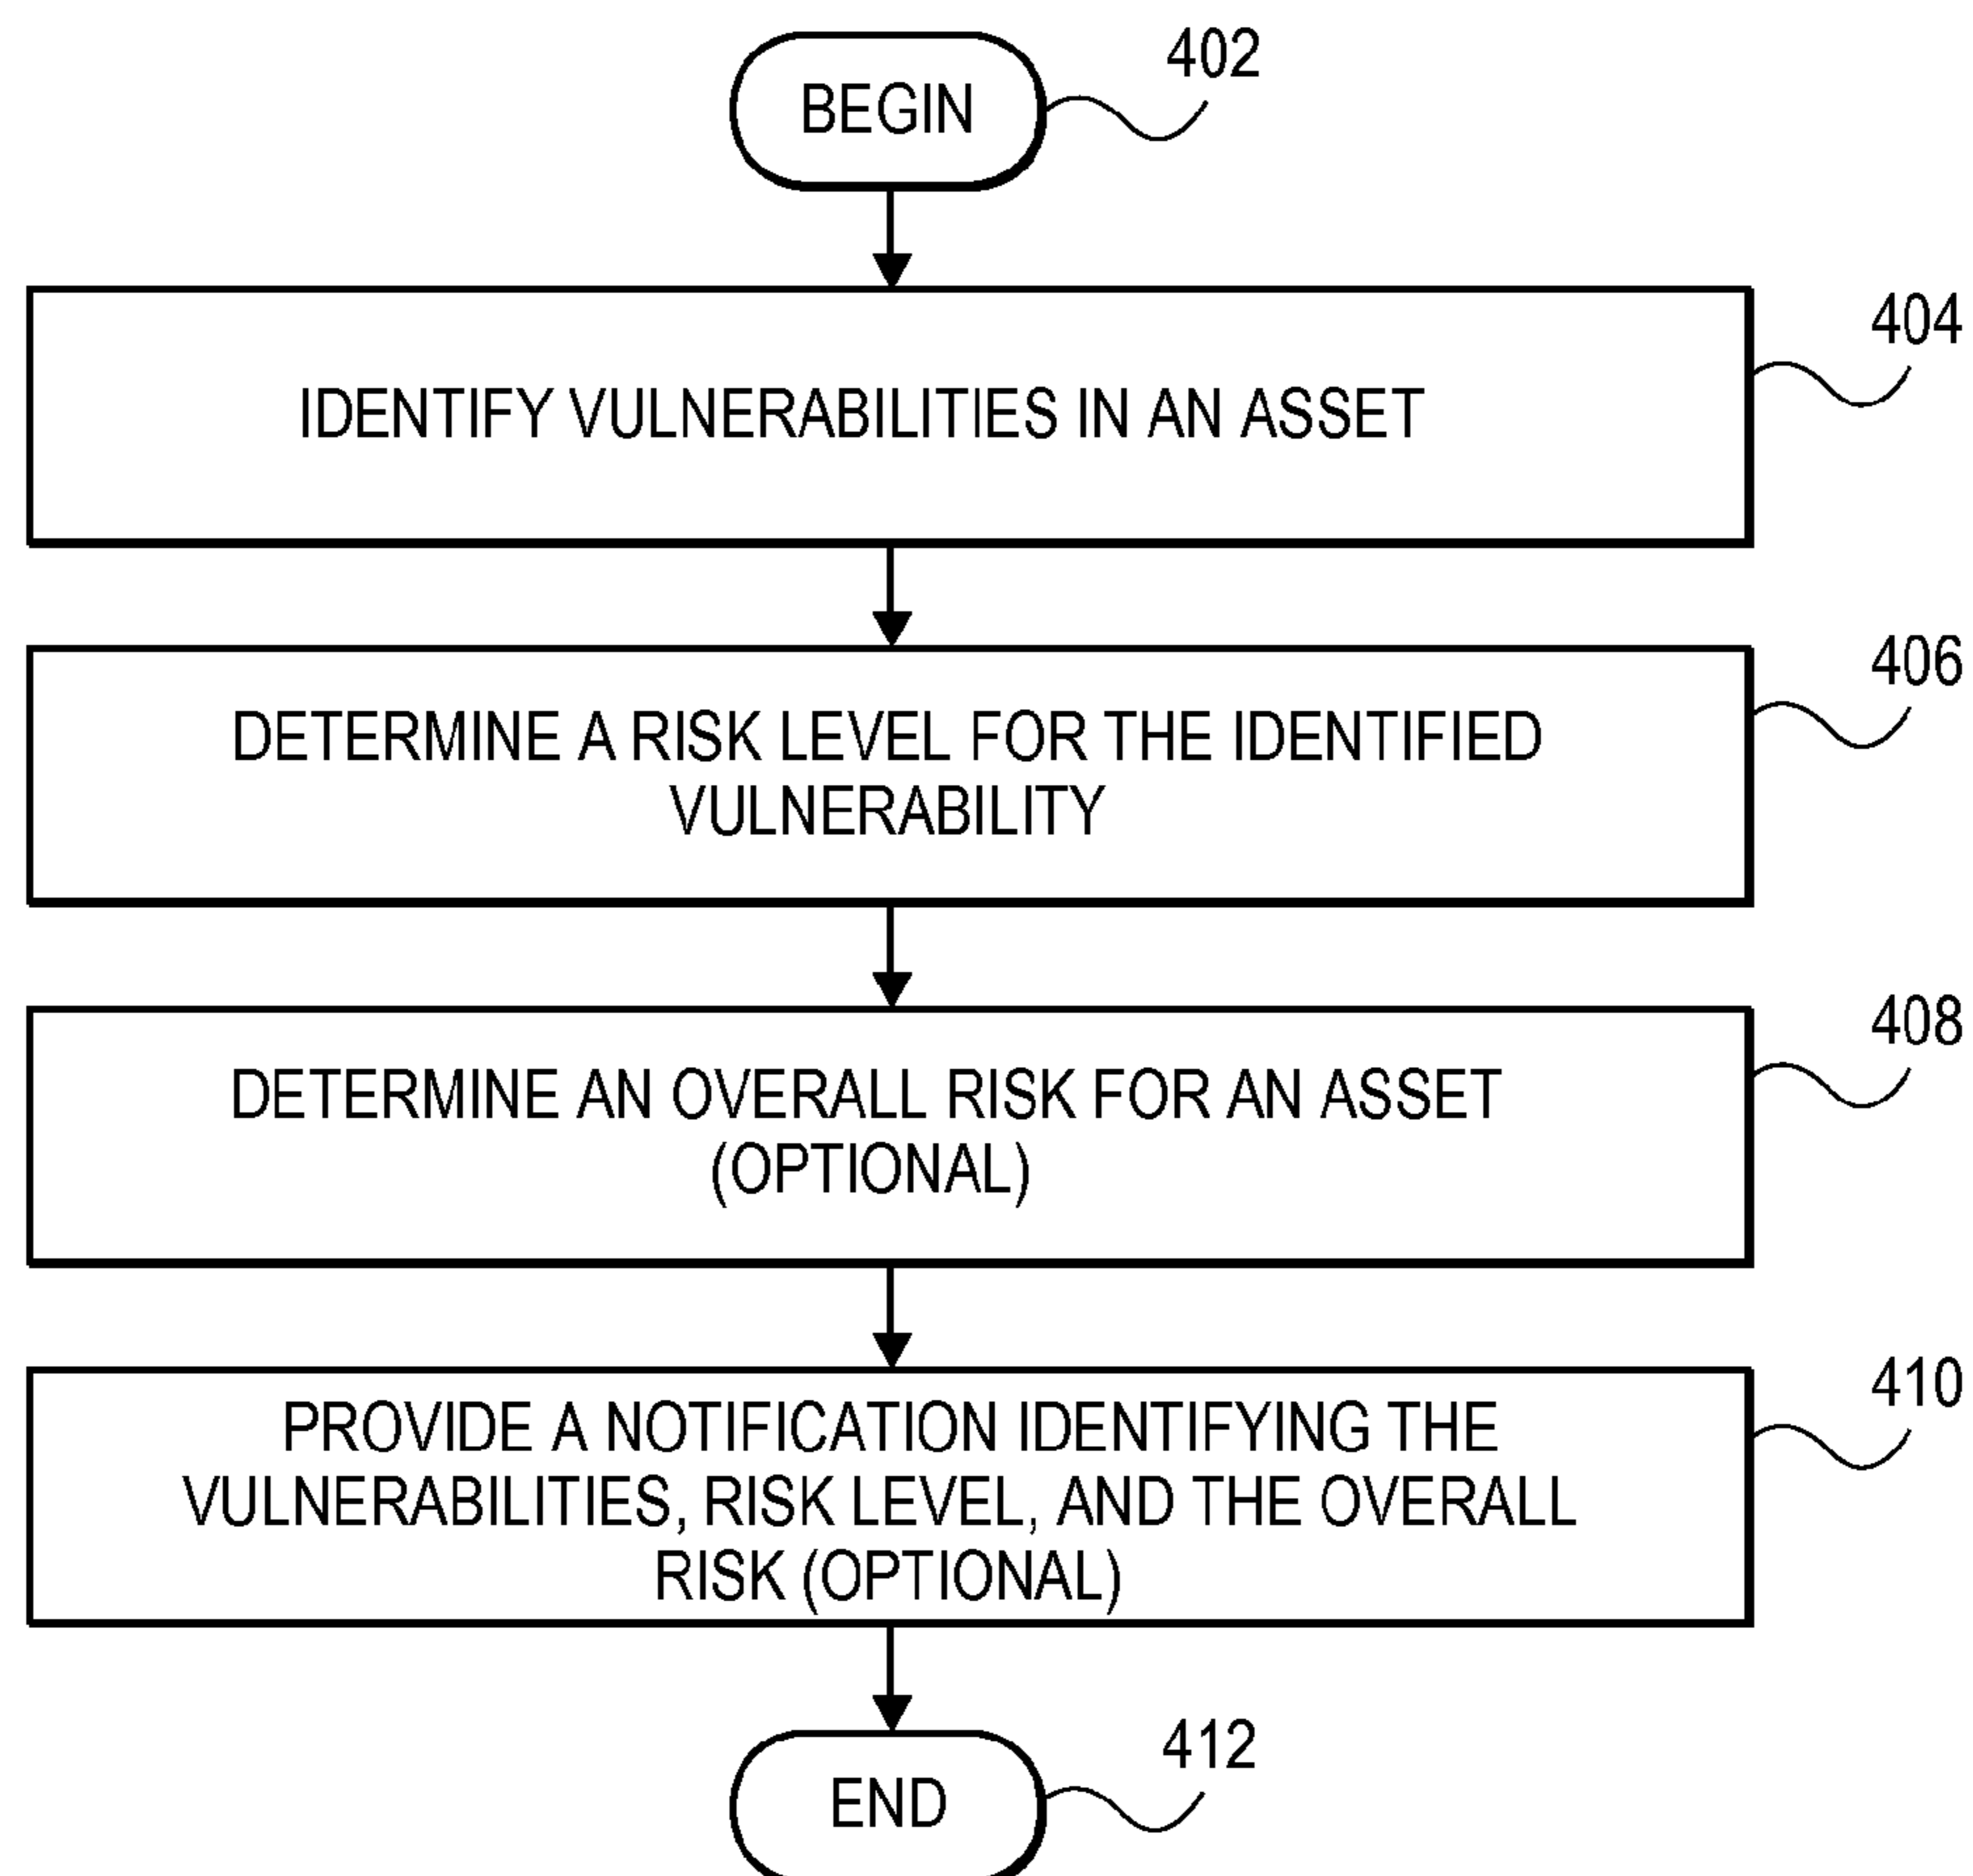 BEGIN
402
IDENTIFY VULNERABILITIES IN AN ASSET
404
DETERMINE A RISK LEVEL FOR THE IDENTIFIED
VULNERABILITY
406
DETERMINE AN OVERALL RISK FOR AN ASSET
(OPTIONAL)
408
PROVIDE A NOTIFICATION IDENTIFYING THE
VULNERABILITIES, RISK LEVEL, AND THE OVERALL
RISK (OPTIONAL)
410
END
412